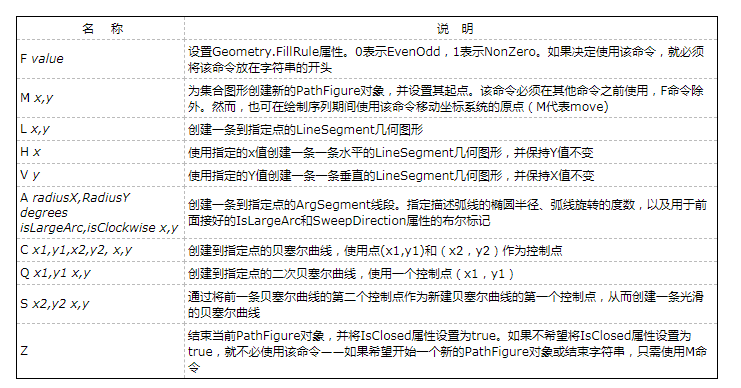 名 称 说 明
F value
设置Geometry.FillRule属性。0表示EvenOdd，1表示NonZero。如果决定使用该命令，就必须
将该命令放在字符串的开头
M x,y
为集合图形创建新的PathFigure对象，并设置其起点。该命令必须在其他命令之前使用，F命令除
外。然而，也可在绘制序列期间使用该命令移动坐标系统的原点（M代表move)
L x,y
创建一条到指定点的LineSegment几何图形
H x
使用指定的x值创建一条一条水平的LineSegment几何图形，并保持Y值不变
V y
使用指定的Y值创建一条一条垂直的LineSegment几何图形，并保持X值不变
A radiusX,RadiusY
degrees
isLargeArc,isClockwise x,y
创建一条到指定点的ArgSegment线段。指定描述弧线的椭圆半径、弧线旋转的度数，以及用于前
面接好的IsLargeArc和SweepDirection属性的布尔标记
C x1,y1,x2,y2, x,y
创建到指定点的贝塞尔曲线，使用点(x1,y1)和（x2，y2）作为控制点
Q x1,y1 x,y
创建到指定点的二次贝塞尔曲线，使用一个控制点（x1，y1）
S x2,y2 x,y
通过将前一条贝塞尔曲线的第二个控制点作为新建贝塞尔曲线的第一个控制点，从而创建一条光滑
的贝塞尔曲线
Z
结束当前PathFigure对象，并将IsClosed属性设置为true。如果不希望将IsClosed属性设置为
true，就不必使用该命令——如果希望开始一个新的PathFigure对象或结束字符串，只需使用M命
令